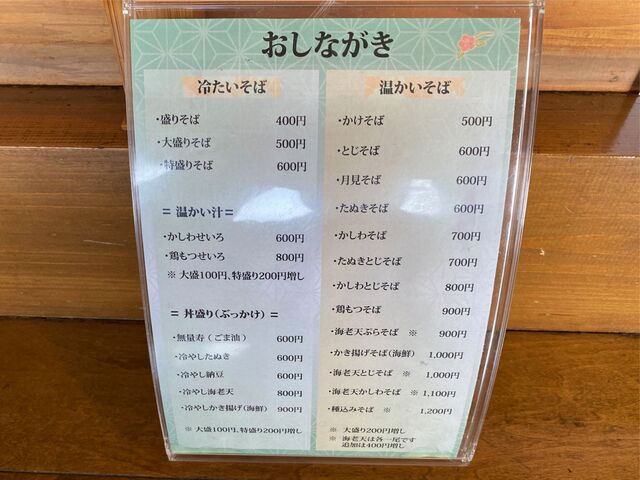 おしながき
冷たいそば
・盛りそば 400円
・大盛りそば 500円
・特盛りそば 600円
= 温かい汁 =
・かしわせいろ 600円
・鶏もつせいろ 800円
※ 大盛100円、特盛り200円増し
= 丼盛り(ぶっかけ) =
・無量寿(ごま油) 600円
・冷やしたぬき 600円
・冷やし納豆 600円
・冷やし海老天 800円
・冷やしかき揚げ(海鮮) 900円
※ 大盛100円、特盛り200円増し
温かいそば
・かけそば 500円
・とじそば 600円
・月見そば 600円
・たぬきそば 600円
・かしわそば 700円
・たぬきとじそば 700円
・かしわとじそば 800円
・鶏もつそば 900円
・海老天ぷらそば ※ 900円
・かき揚げそば(海鮮) 1,000円
・海老天とじそば ※ 1,000円
・海老天かしわそば ※ 1,100円
・種込みそば ※ 1,200円
※ 大盛り200円増し
※ 海老天は各一尾です
追加は400円増し